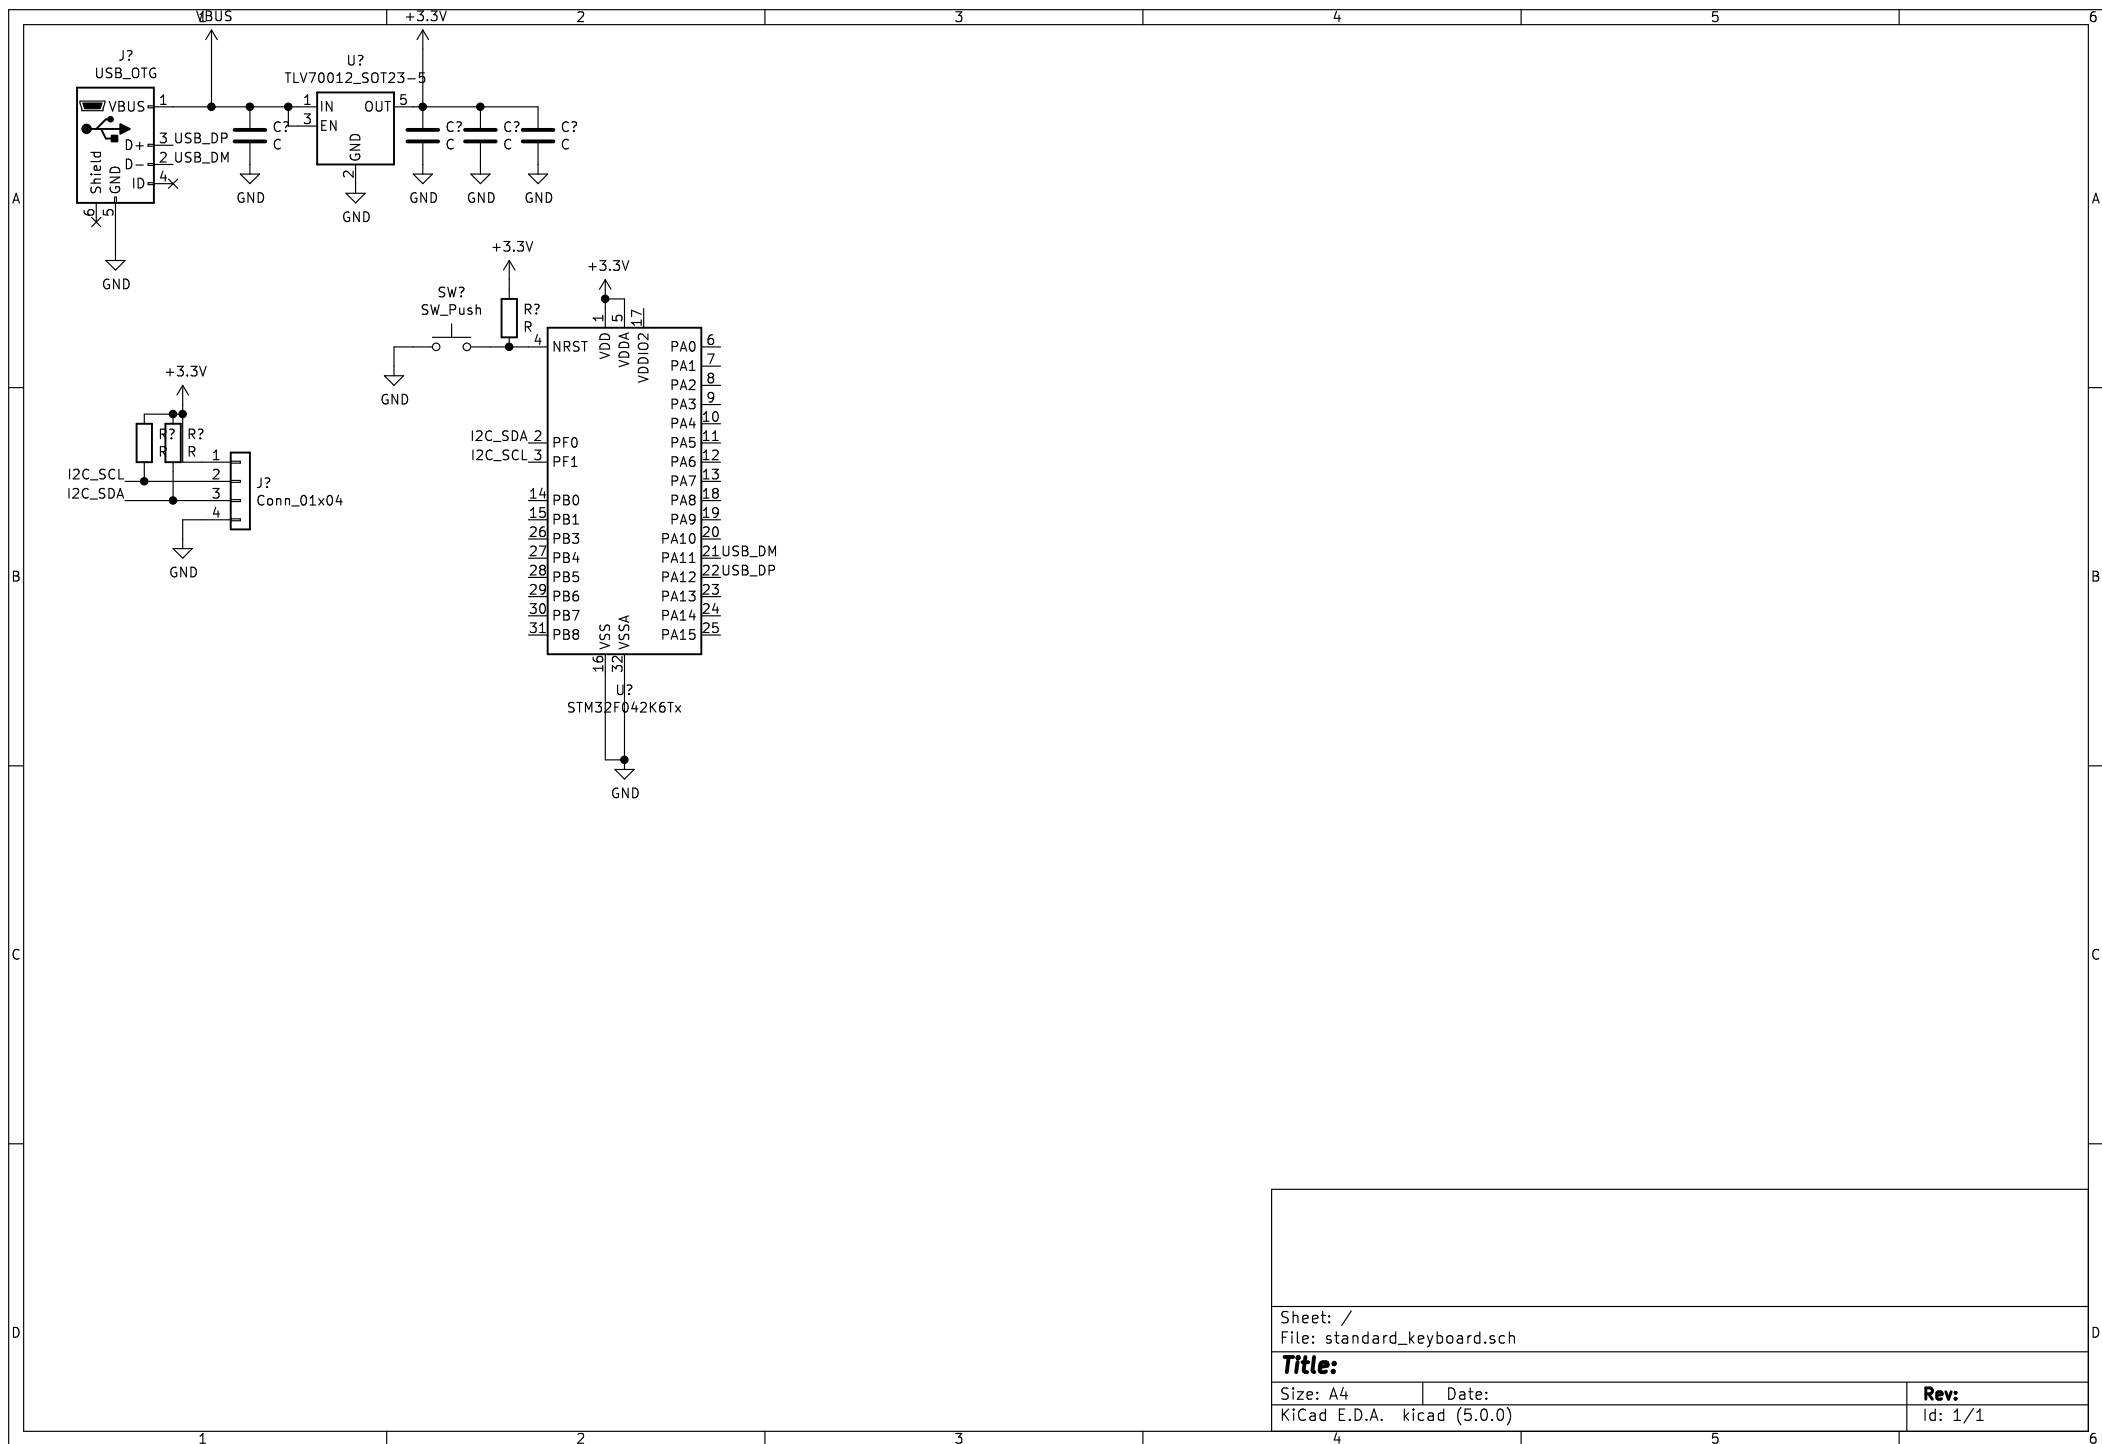 1 2 3 4 5 6
VBUS
+3.3V
J?
USB_OTG
VBUS 1
D+ 3 USB_DP
D- 2 USB_DM
ID 4
Shield
GND
6
5
GND
C?
C
GND
U?
TLV70012_SOT23-5
1 IN
3 EN
OUT 5
GND
2
GND
C?
C
GND
C?
C
GND
C?
C
GND
A
A
+3.3V
R?
R
SW?
SW_Push
GND
+3.3V
1
5
17
VDD
VDDA
VDDIO2
4 NRST
I2C_SDA 2 PF0
I2C_SCL 3 PF1
14 PB0
15 PB1
26 PB3
27 PB4
28 PB5
29 PB6
30 PB7
31 PB8
PA0 6
PA1 7
PA2 8
PA3 9
PA4 10
PA5 11
PA6 12
PA7 13
PA8 18
PA9 19
PA10 20
PA11 21 USB_DM
PA12 22 USB_DP
PA13 23
PA14 24
PA15 25
VSS
VSSA
16
32
U?
STM32F042K6Tx
GND
+3.3V
R?
R
R?
R
1
I2C_SCL 2
I2C_SDA 3
4
J?
Conn_01x04
GND
B
B
C
C
D
D
Sheet: /
File: standard_keyboard.sch
Title:
Size: A4 Date: Rev:
KiCad E.D.A. kicad (5.0.0) Id: 1/1
1 2 3 4 5 6